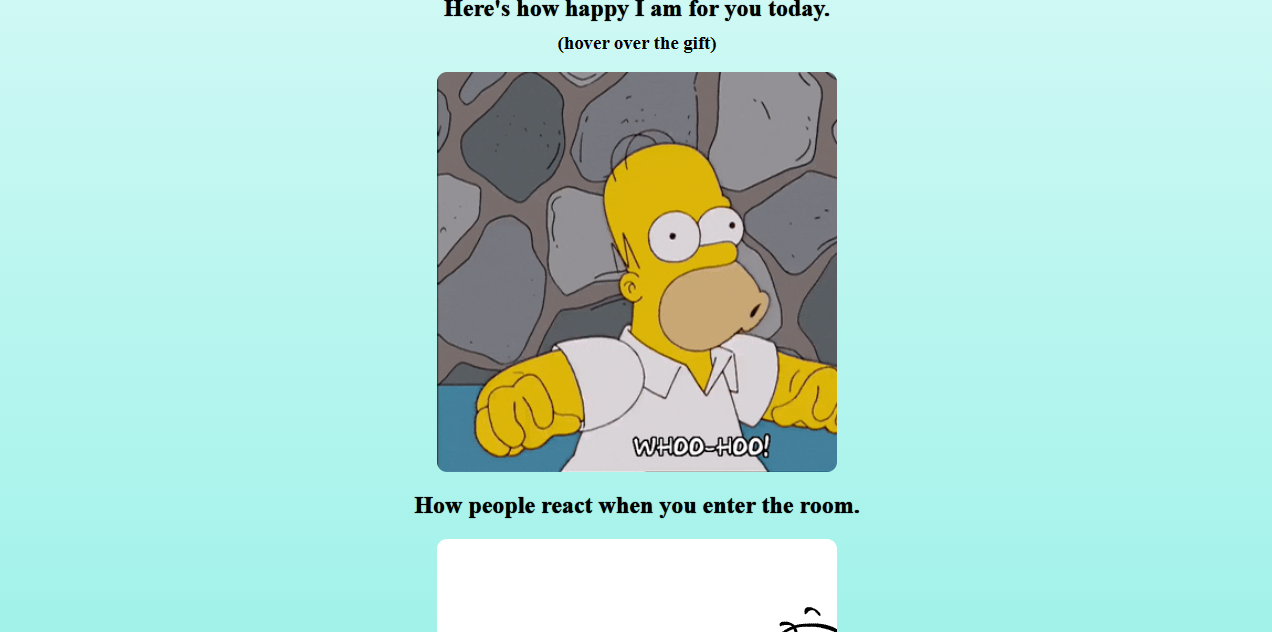 Here's how happy I am for you today.
(hover over the gift)
WHOO-HOO!
How people react when you enter the room.